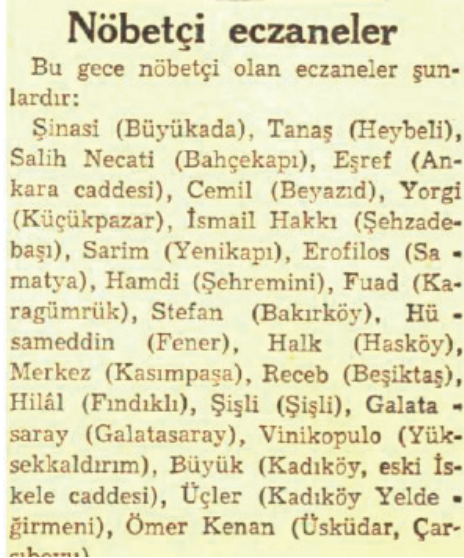 Nöbetçi eczaneler
Bu gece nöbetçi olan eczaneler şun-
lardır:
Şinasi (Büyükada), Tanaş (Heybeli),
Salih Necati (Bahçekapı), Eşref (An-
kara caddesi), Cemil (Beyazıd), Yorgi
(Küçükpazar), İsmail Hakkı (Şehzade-
başı), Sarim (Yenikapı), Erofilos (Sa -
matya), Hamdi (Şehremini), Fuad (Ka-
ragümrük), Stefan (Bakırköy), Hü -
sameddin (Fener), Halk (Hasköy),
Merkez (Kasımpaşa), Receb (Beşiktaş),
Hilâl (Fındıklı), Şişli (Şişli), Galata -
saray (Galatasaray), Vinikopulo (Yük-
sekkaldırım), Büyük (Kadıköy, eski İs-
kele caddesi), Üçler (Kadıköy Yelde -
ğirmeni), Ömer Kenan (Üsküdar, Çar-